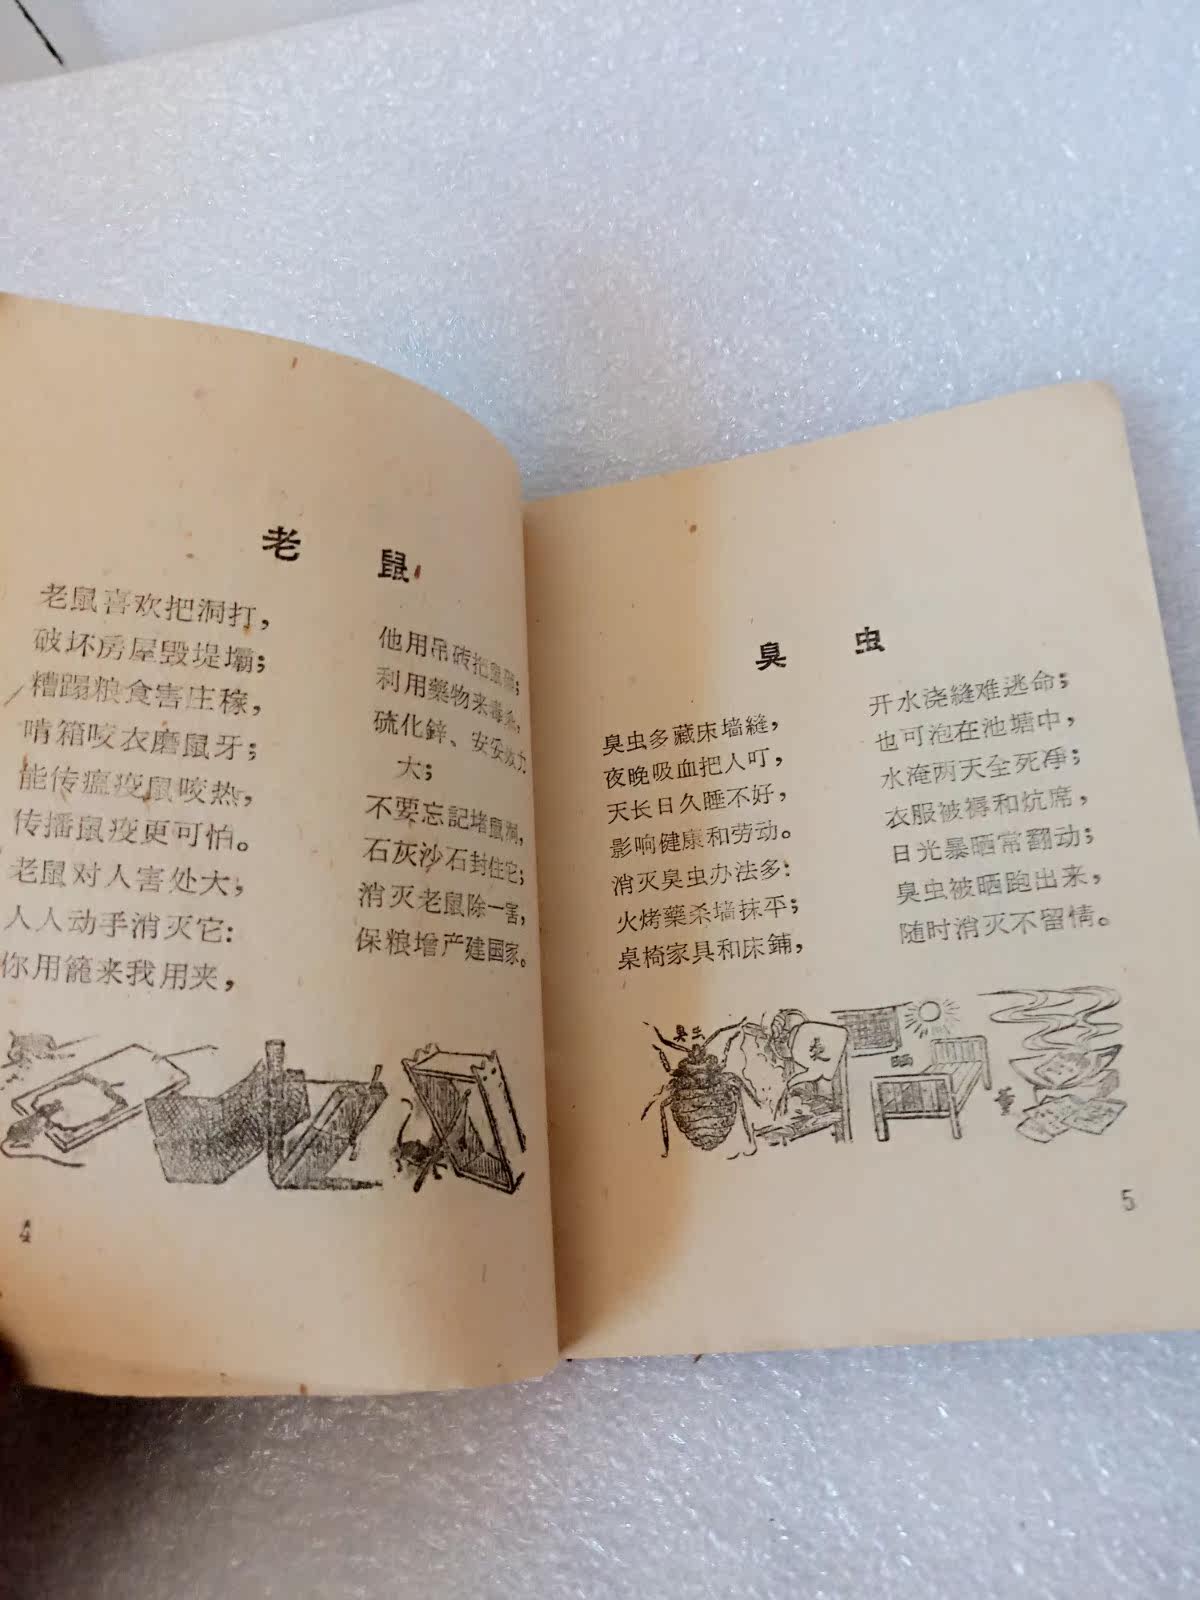 老鼠
老鼠喜欢把洞打，
破坏房屋毁堤壩；
糟蹋粮食害庄稼，
啃箱咬衣磨鼠牙；
能传瘟疫鼠咬热，
传播鼠疫更可怕。
老鼠对人害处大，
人人动手消灭它：
你用籠来我用夹，
他用吊砖把鼠砸；
利用藥物来毒杀，
硫化鋅、安妥效力
大；
不要忘記堵鼠洞，
石灰沙石封住它；
消灭老鼠除一害，
保粮增产建国家。
4
臭虫
臭虫多藏床墙縫，
夜晚吸血把人叮，
天长日久睡不好，
影响健康和劳动。
消灭臭虫办法多：
火烤藥杀墙抹平；
桌椅家具和床鋪，
开水浇縫难逃命；
也可泡在池塘中，
水淹两天全死淨；
衣服被褥和炕席，
日光暴晒常翻动；
臭虫被晒跑出来，
随时消灭不留情。
臭虫
晒
5